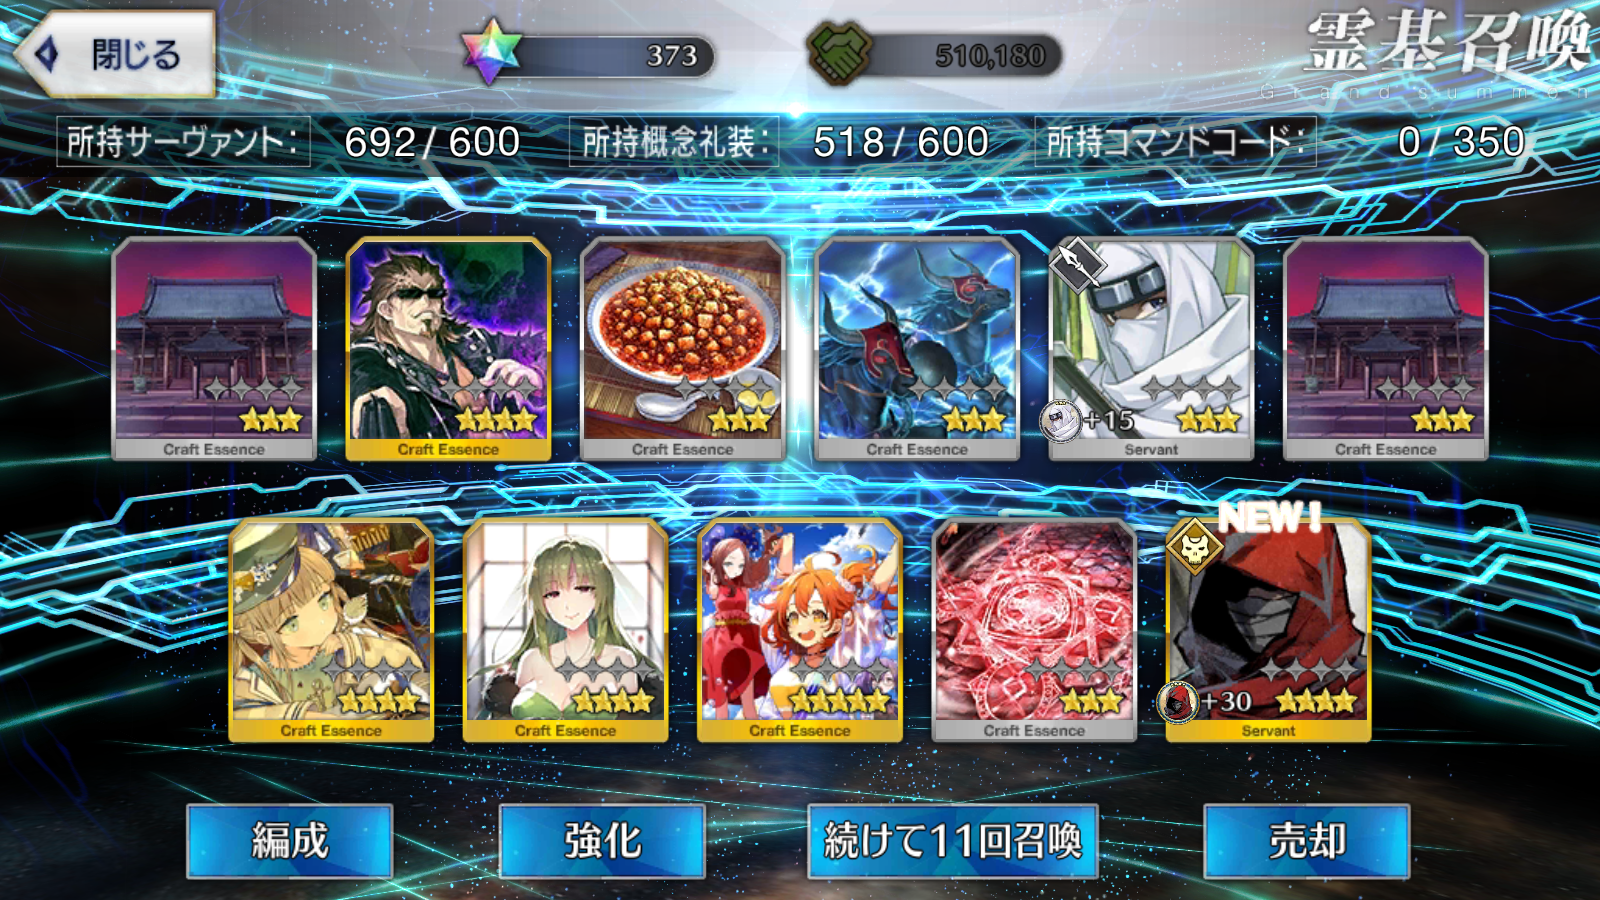 閉じる
373
510,180
霊基召喚
Grand summon
所持サーヴァント:
692/600
所持概念礼装:
518/600
所持コマンドコード:
0/350
Craft Essence
Craft Essence
Craft Essence
Craft Essence
+15
Servant
Craft Essence
NEW!
Craft Essence
Craft Essence
Craft Essence
Craft Essence
+30
Servant
編成
強化
続けて11回召喚
売却